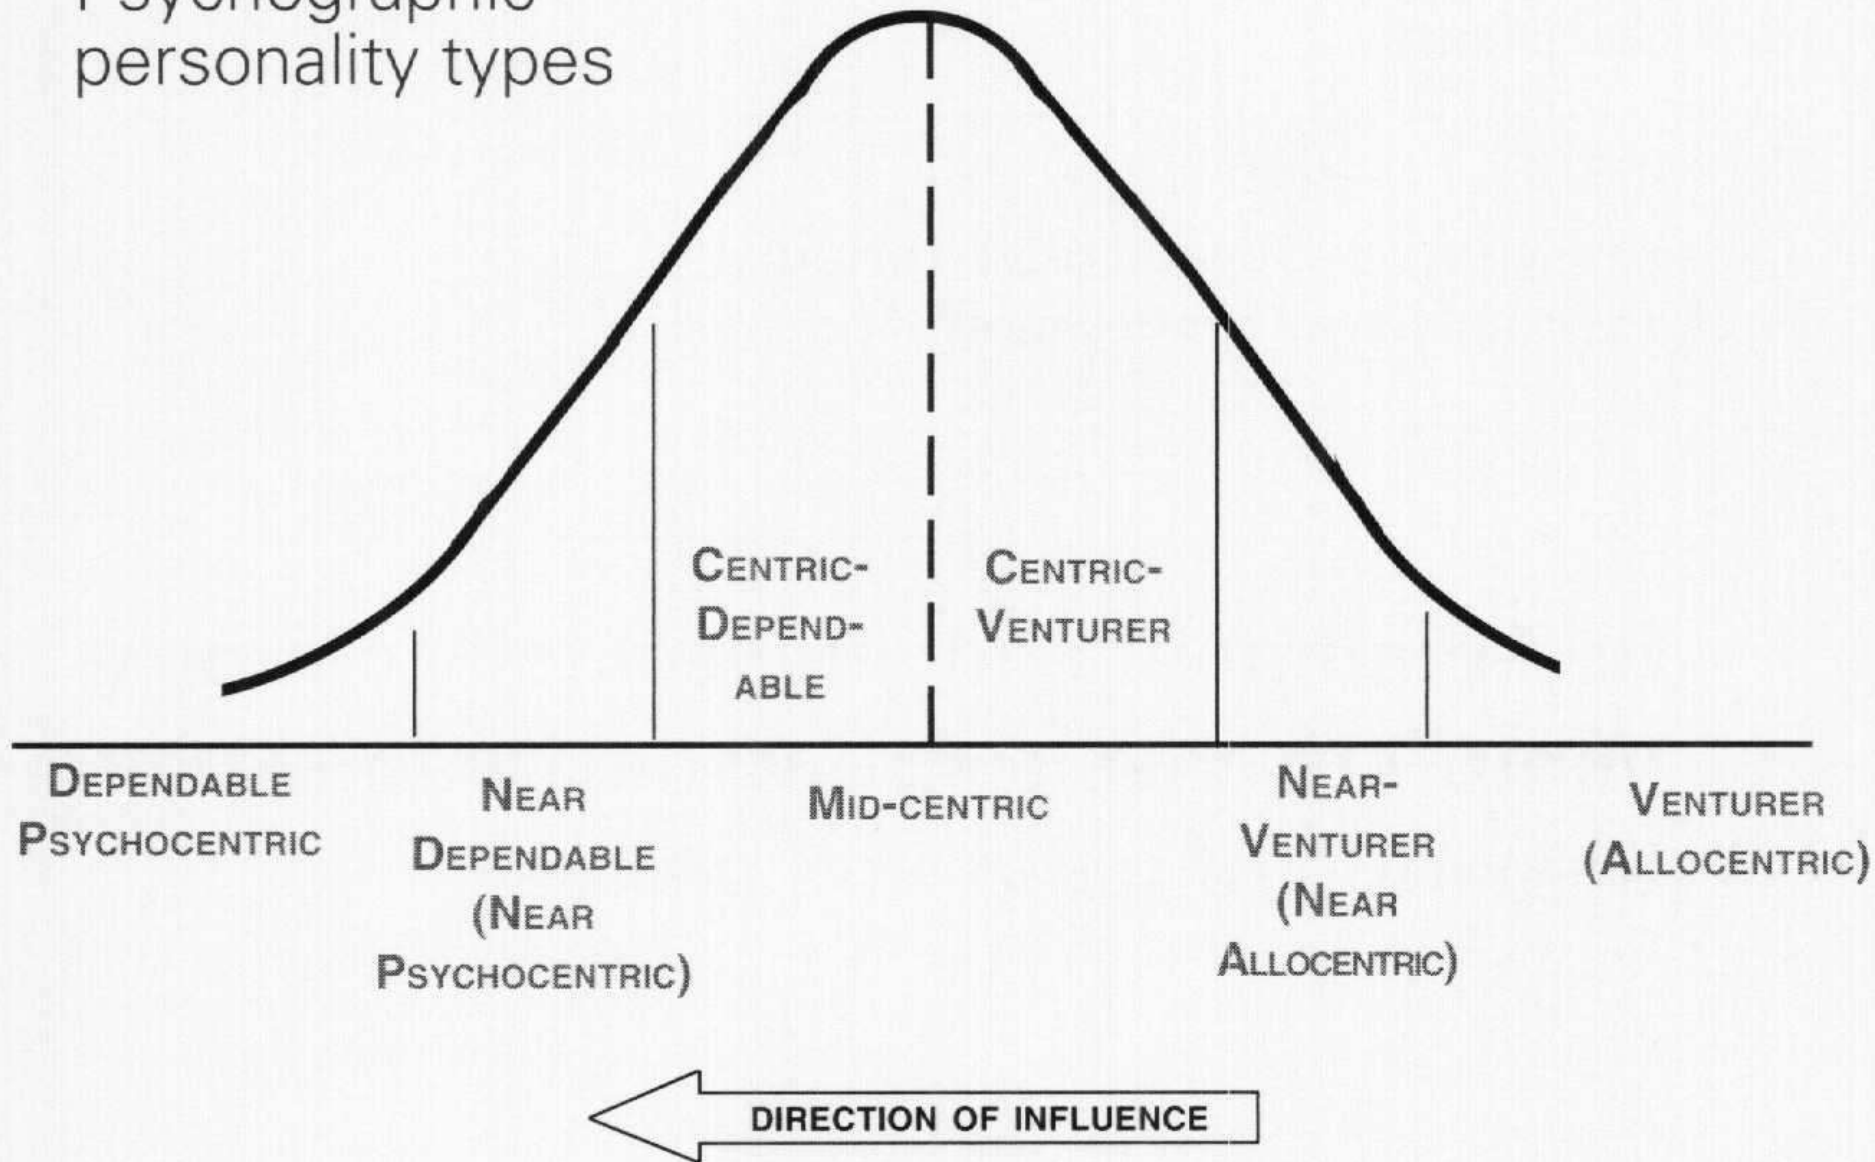 Psychographic
personality types
CENTRIC-
DEPEND-
ABLE
CENTRIC-
VENTURER
DEPENDABLE
PSYCHOCENTRIC
NEAR
DEPENDABLE
(NEAR
PSYCHOCENTRIC)
MID-CENTRIC
NEAR-
VENTURER
(NEAR
ALLOCENTRIC)
VENTURER
(ALLOCENTRIC)
DIRECTION OF INFLUENCE